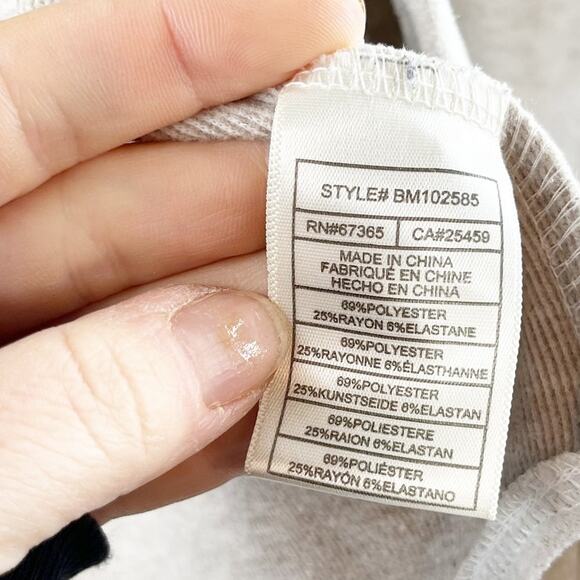 STYLE# BM102585
RN#67365 CA#25459
MADE IN CHINA
FABRIQUÉ EN CHINE
HECHO EN CHINA
69%POLYESTER
25%RAYON 6%ELASTANE
69%POLYESTER
25%RAYONNE 6%ÉLASTHANNE
69%POLYESTER
25%KUNSTSEIDE 6%ELASTAN
69%POLIESTERE
25%RAION 6%ELASTAN
69%POLIÉSTER
25%RAYÓN 6%ELASTANO